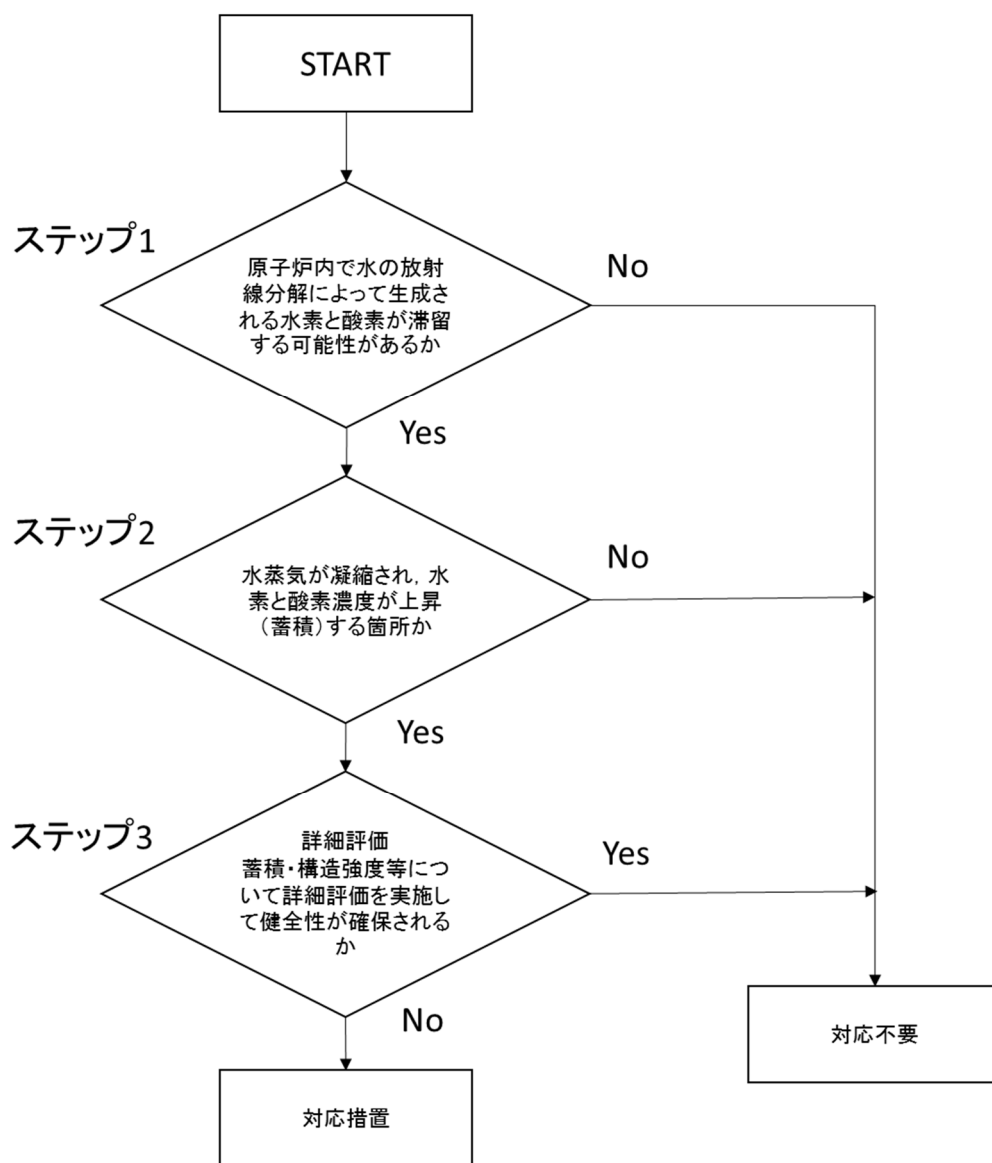 START
ステップ1
原子炉内で水の放射
線分解によって生成さ
れる水素と酸素が滞留
する可能性があるか
No
Yes
ステップ2
水蒸気が凝縮され，水
素と酸素濃度が上昇
（蓄積）する箇所か
No
Yes
ステップ3
詳細評価
蓄積・構造強度等につ
いて詳細評価を実施し
て健全性が確保される
か
Yes
No
対応不要
対応措置